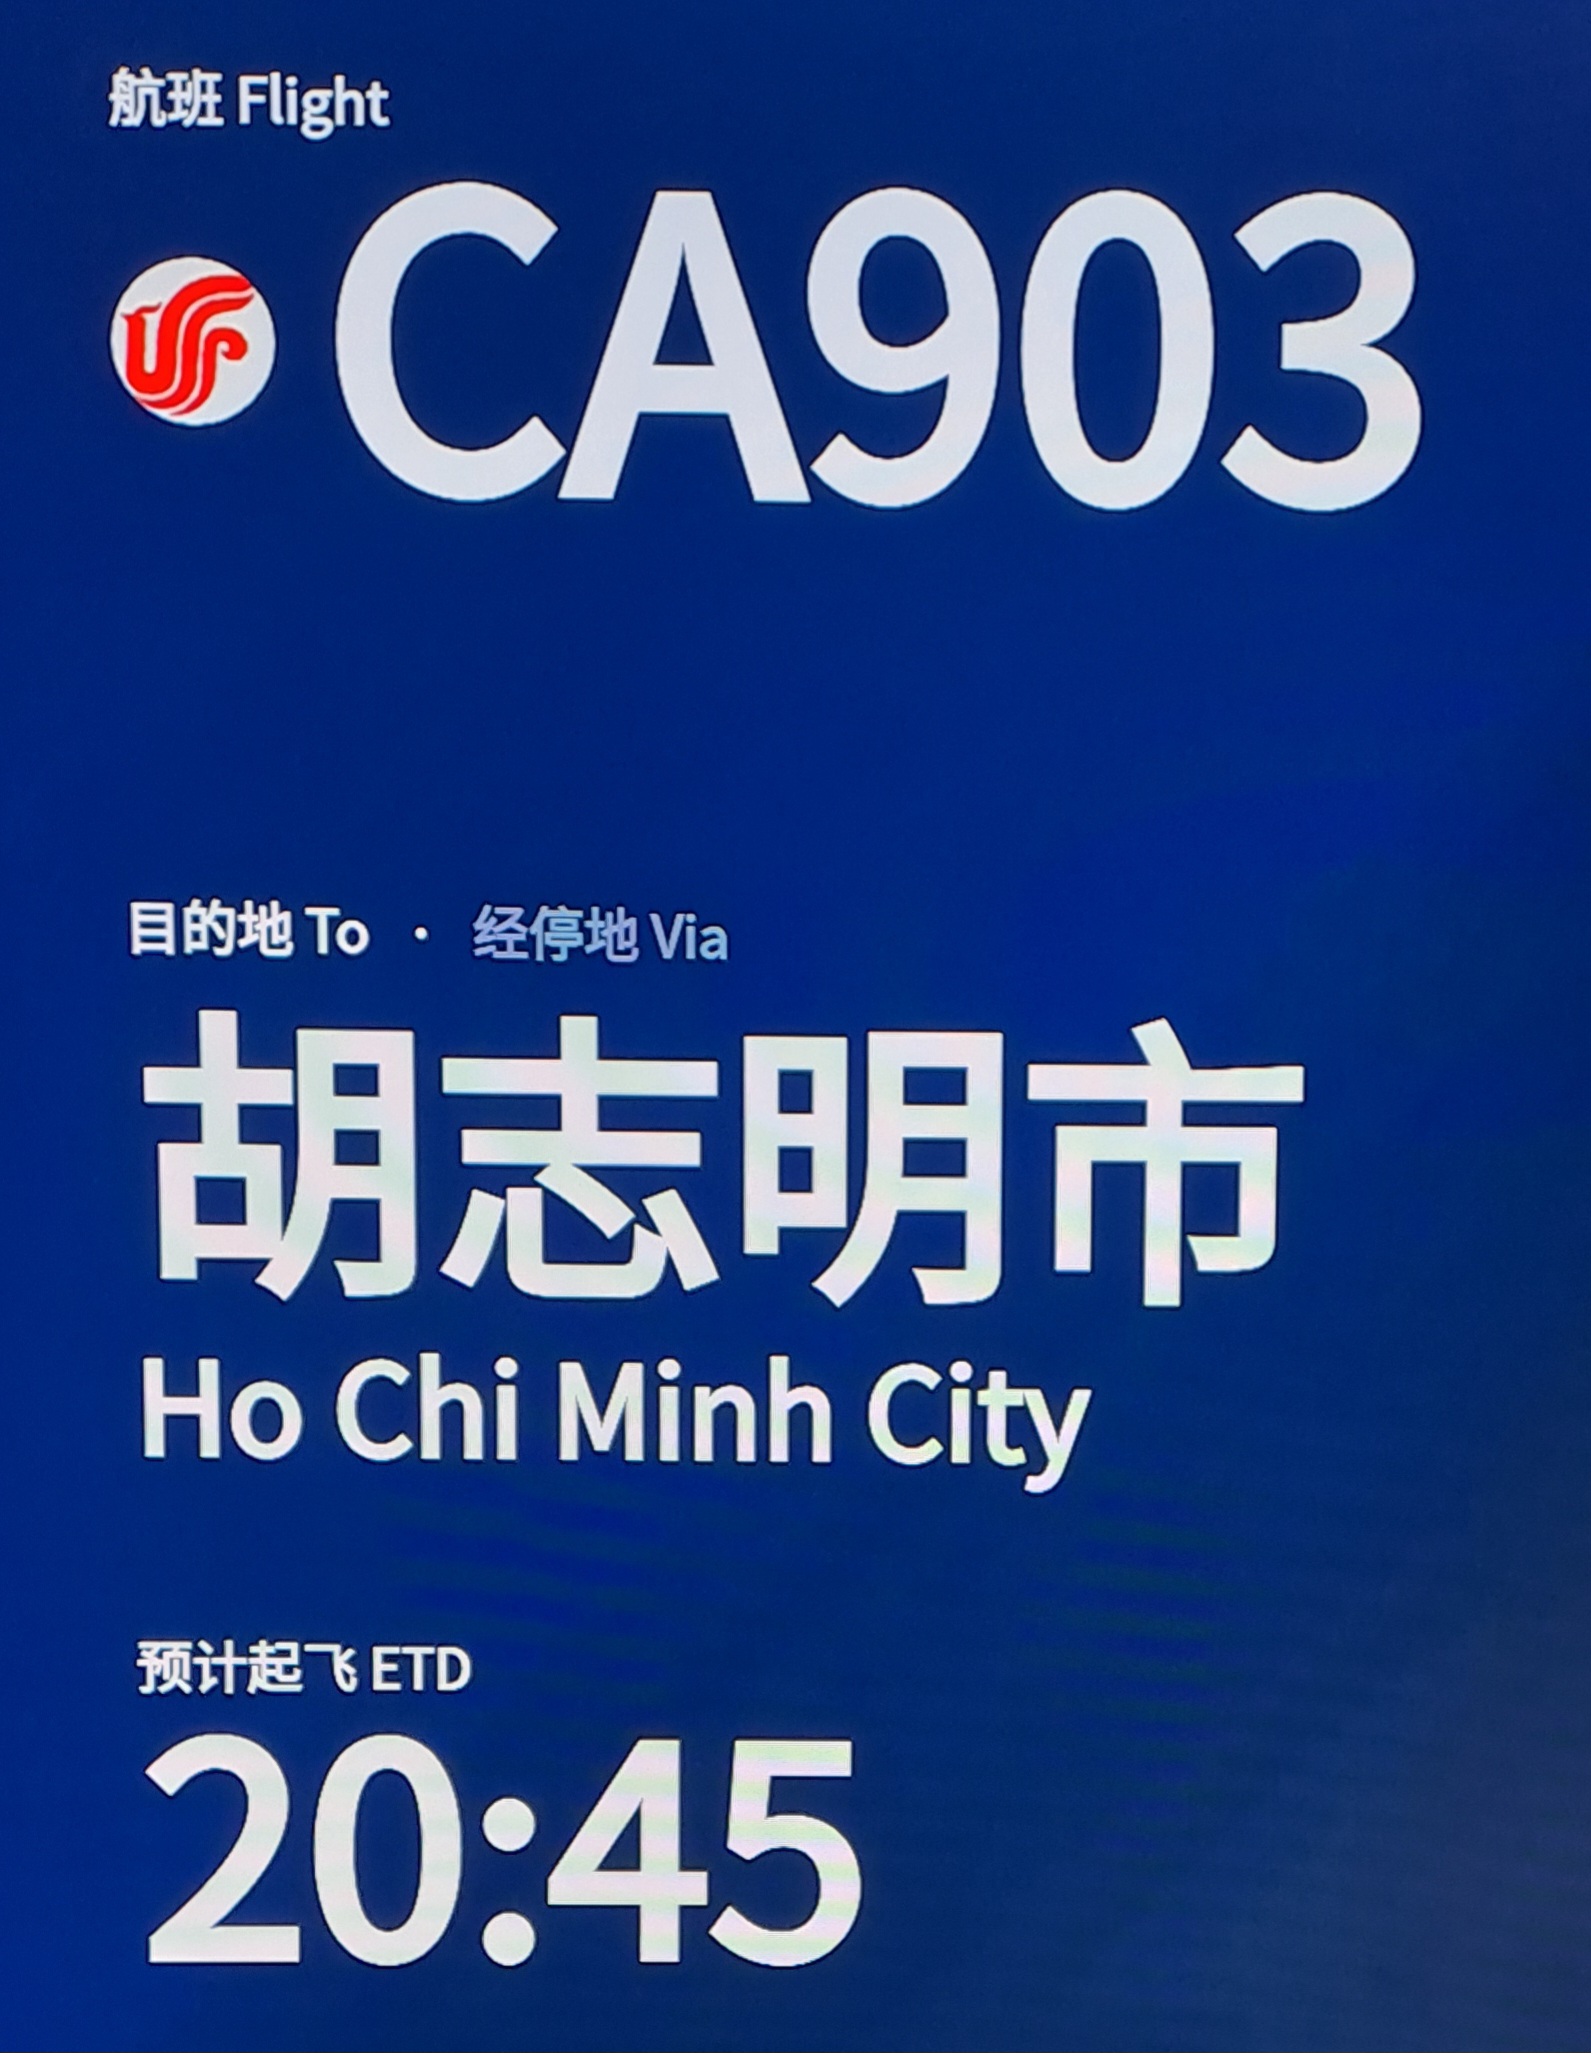 航班 Flight
CA903
目的地 To · 经停地 Via
胡志明市
Ho Chi Minh City
预计起飞 ETD
20:45